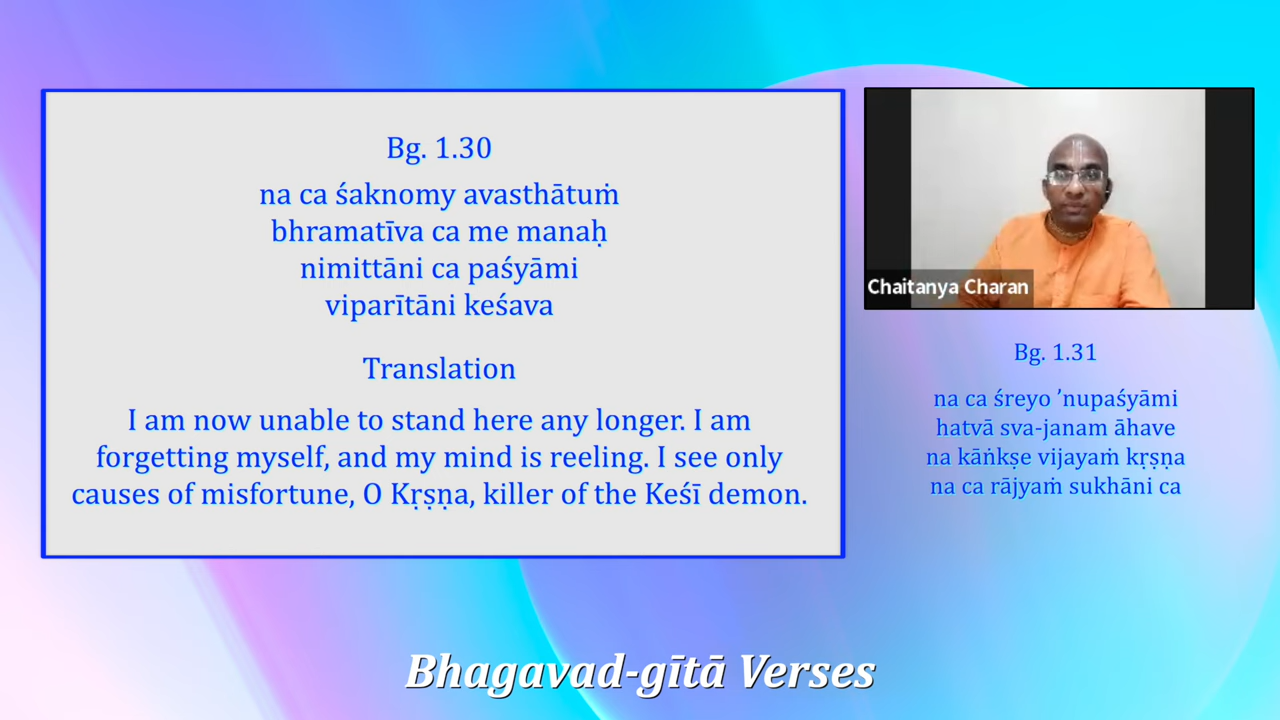 Bg. 1.30
na ca śaknomy avasthātuṁ
bhramatīva ca me manaḥ
nimittāni ca paśyāmi
viparītāni keśava
Translation
I am now unable to stand here any longer. I am
forgetting myself, and my mind is reeling. I see only
causes of misfortune, O Kṛṣṇa, killer of the Keśī demon.
Chaitanya Charan
Bg. 1.31
na ca śreyo ’nupaśyāmi
hatvā sva-janam āhave
na kāṅkṣe vijayaṁ kṛṣṇa
na ca rājyaṁ sukhāni ca
Bhagavad-gītā Verses